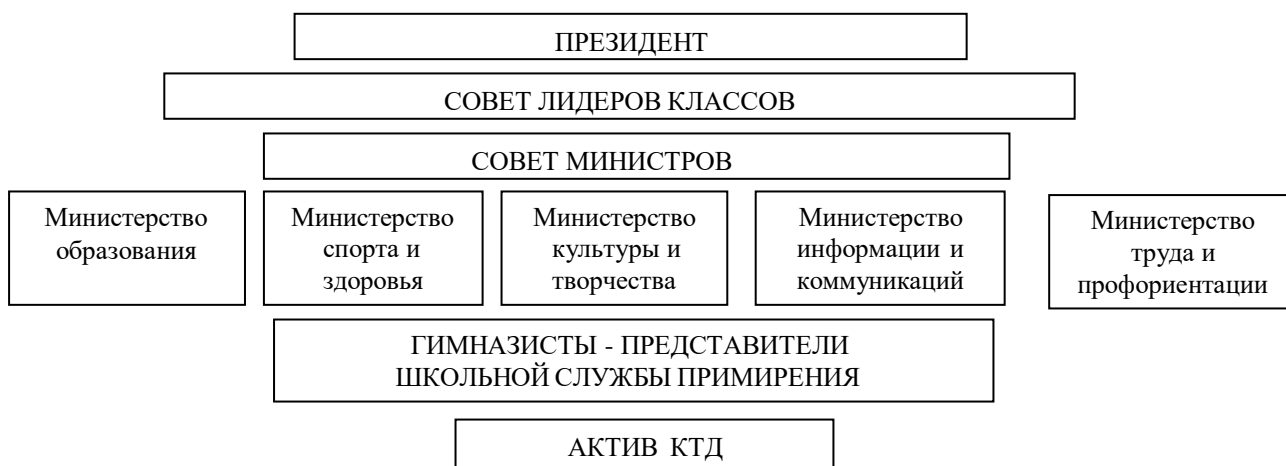 ПРЕЗИДЕНТ
СОВЕТ ЛИДЕРОВ КЛАССОВ
СОВЕТ МИНИСТРОВ
Министерство
образования
Министерство
спорта и
здоровья
Министерство
культуры и
творчества
Министерство
информации и
коммуникаций
Министерство
труда и
профориентации
ГИМНАЗИСТЫ - ПРЕДСТАВИТЕЛИ
ШКОЛЬНОЙ СЛУЖБЫ ПРИМИРЕНИЯ
АКТИВ КТД